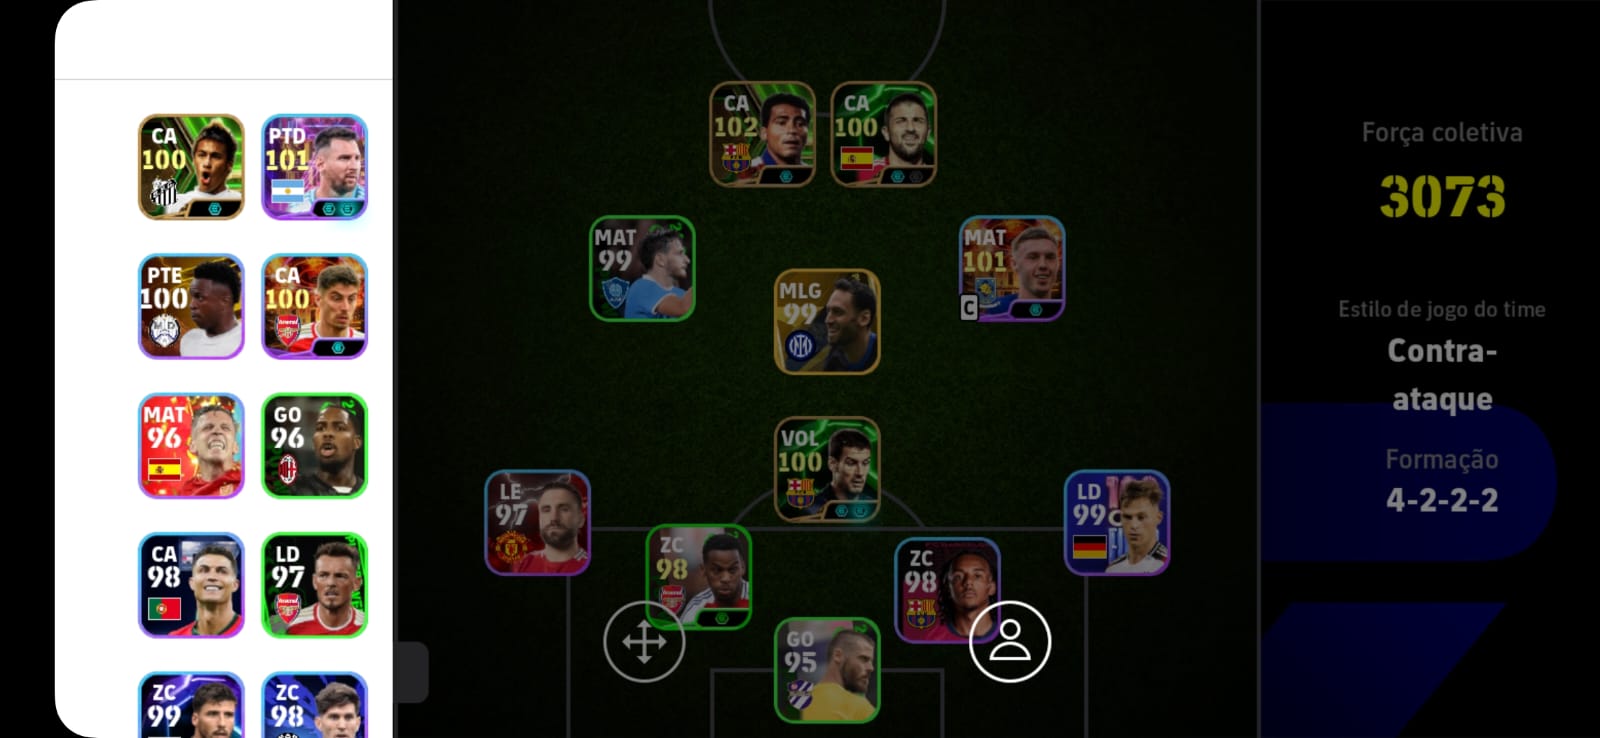 CA
100
PTD
101
PTE
100
CA
100
MAT
96
GO
96
CA
98
LD
97
ZC
99
ZC
98
CA
102
CA
100
MAT
99
MAT
101
C
MLG
99
VOL
100
LE
97
ZC
98
ZC
98
LD
99
GO
95
Força coletiva
3073
Estilo de jogo do time
Contra-
ataque
Formação
4-2-2-2